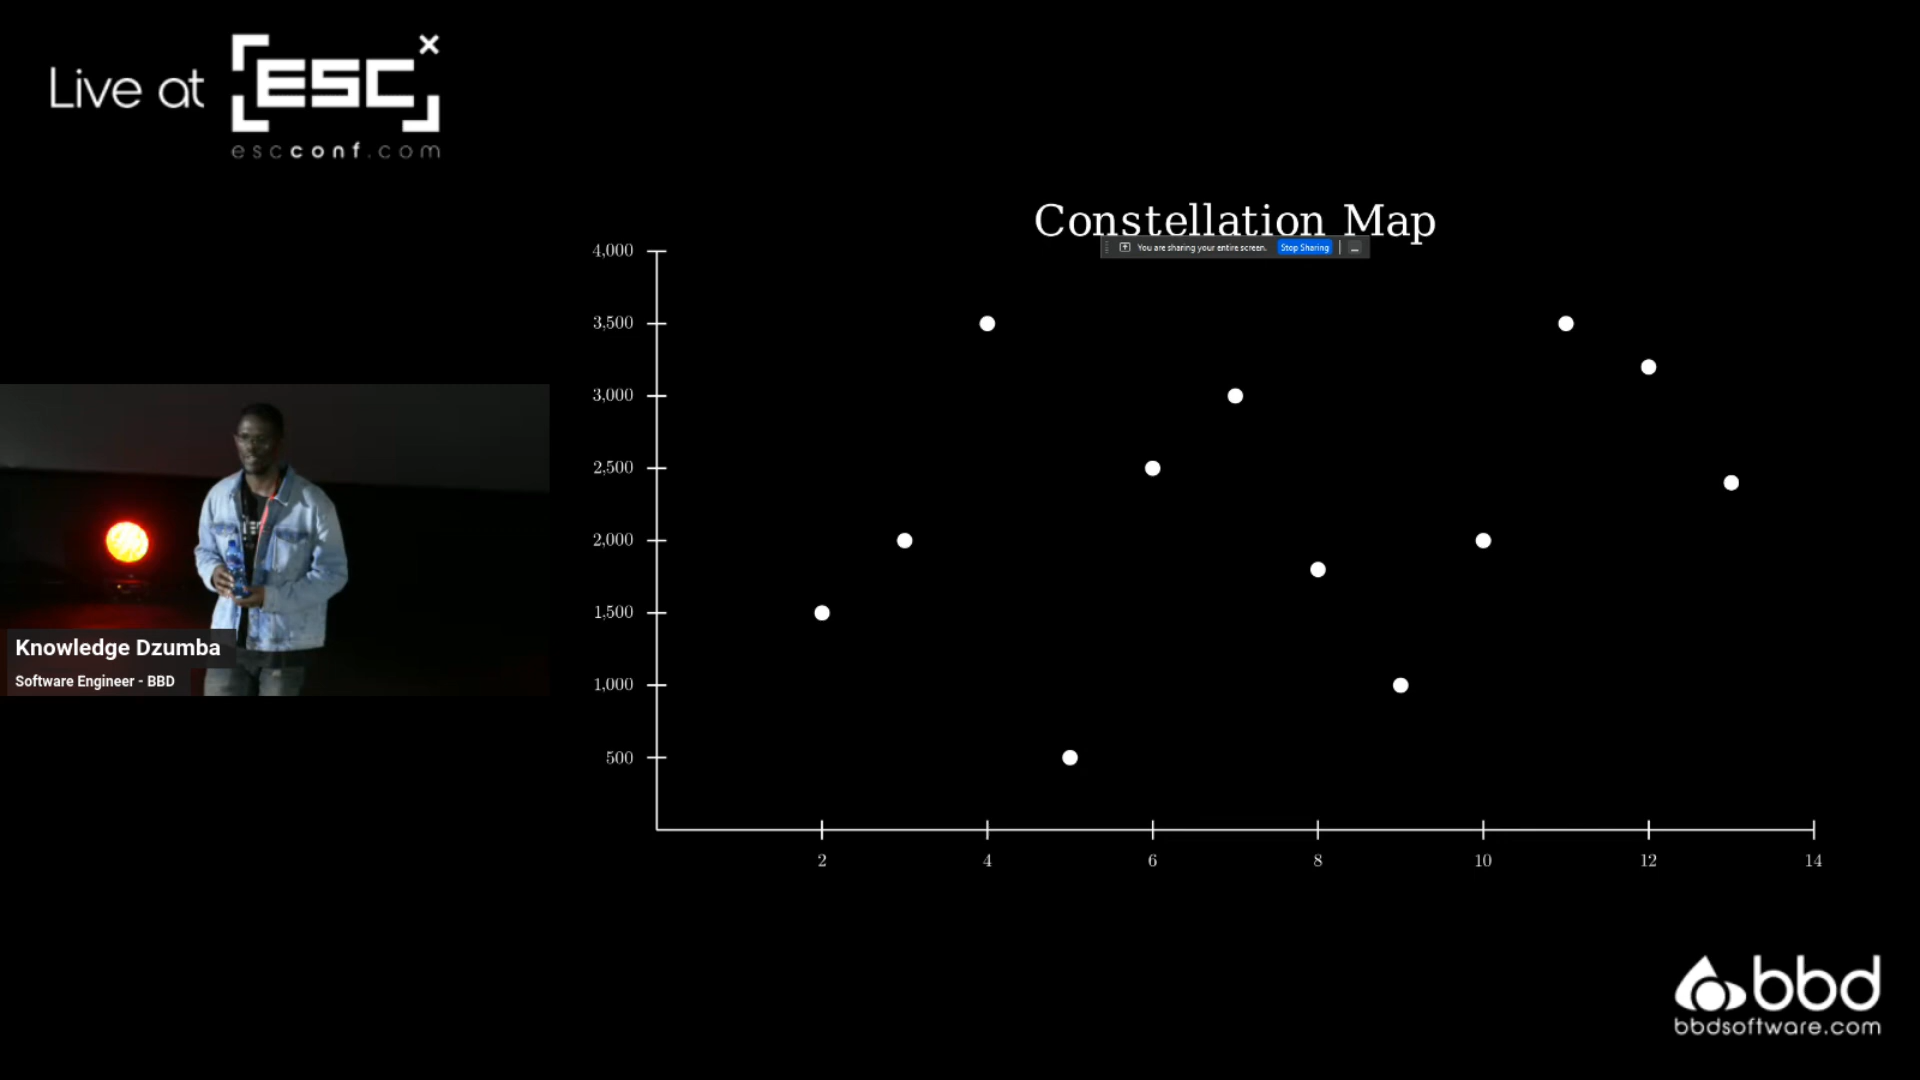 Live at ESC
escconf.com
Constellation Map
You are sharing your entire screen. Stop Sharing
4,000
3,500
3,000
2,500
2,000
1,500
1,000
500
2 4 6 8 10 12 14
Knowledge Dzumba
Software Engineer - BBD
bbd
bbdsoftware.com